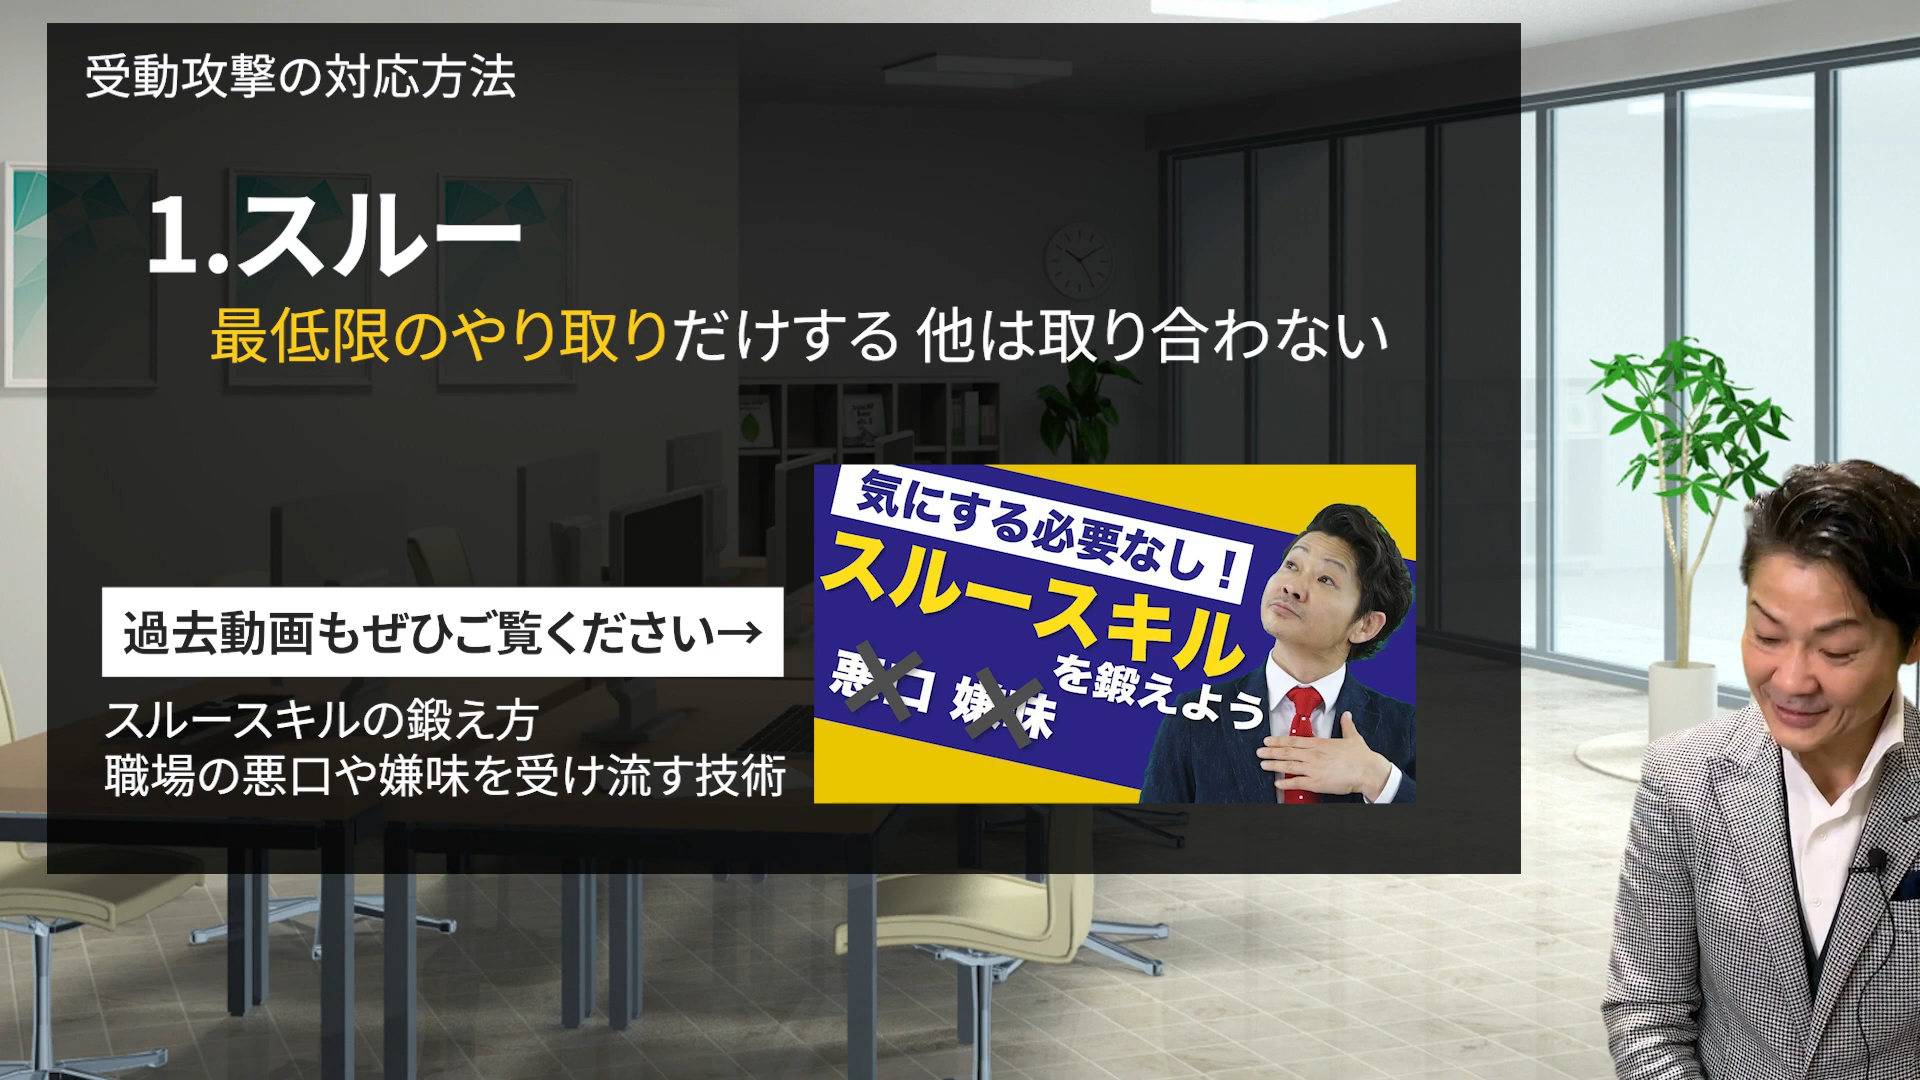 受動攻撃の対応方法
1.スルー
最低限のやり取りだけする 他は取り合わない
過去動画もぜひご覧ください→
スルースキルの鍛え方
職場の悪口や嫌味を受け流す技術
気にする必要なし！
スルースキル
を鍛えよう
悪口 嫌味